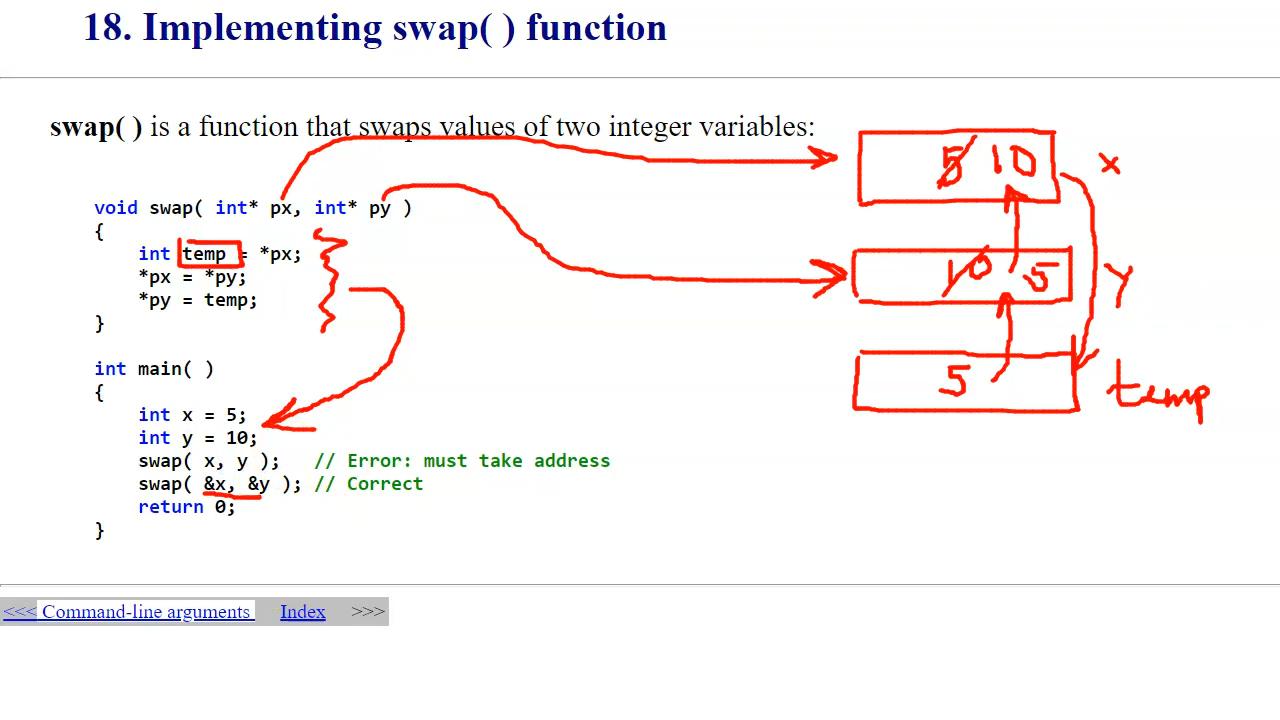 18. Implementing swap( ) function
swap( ) is a function that swaps values of two integer variables:
5 10 x
void swap( int* px, int* py )
{
int temp = *px;
*px = *py;
*py = temp;
}
10 5 y
5 temp
int main( )
{
int x = 5;
int y = 10;
swap( x, y ); // Error: must take address
swap( &x, &y ); // Correct
return 0;
}
<<< Command-line arguments Index >>>